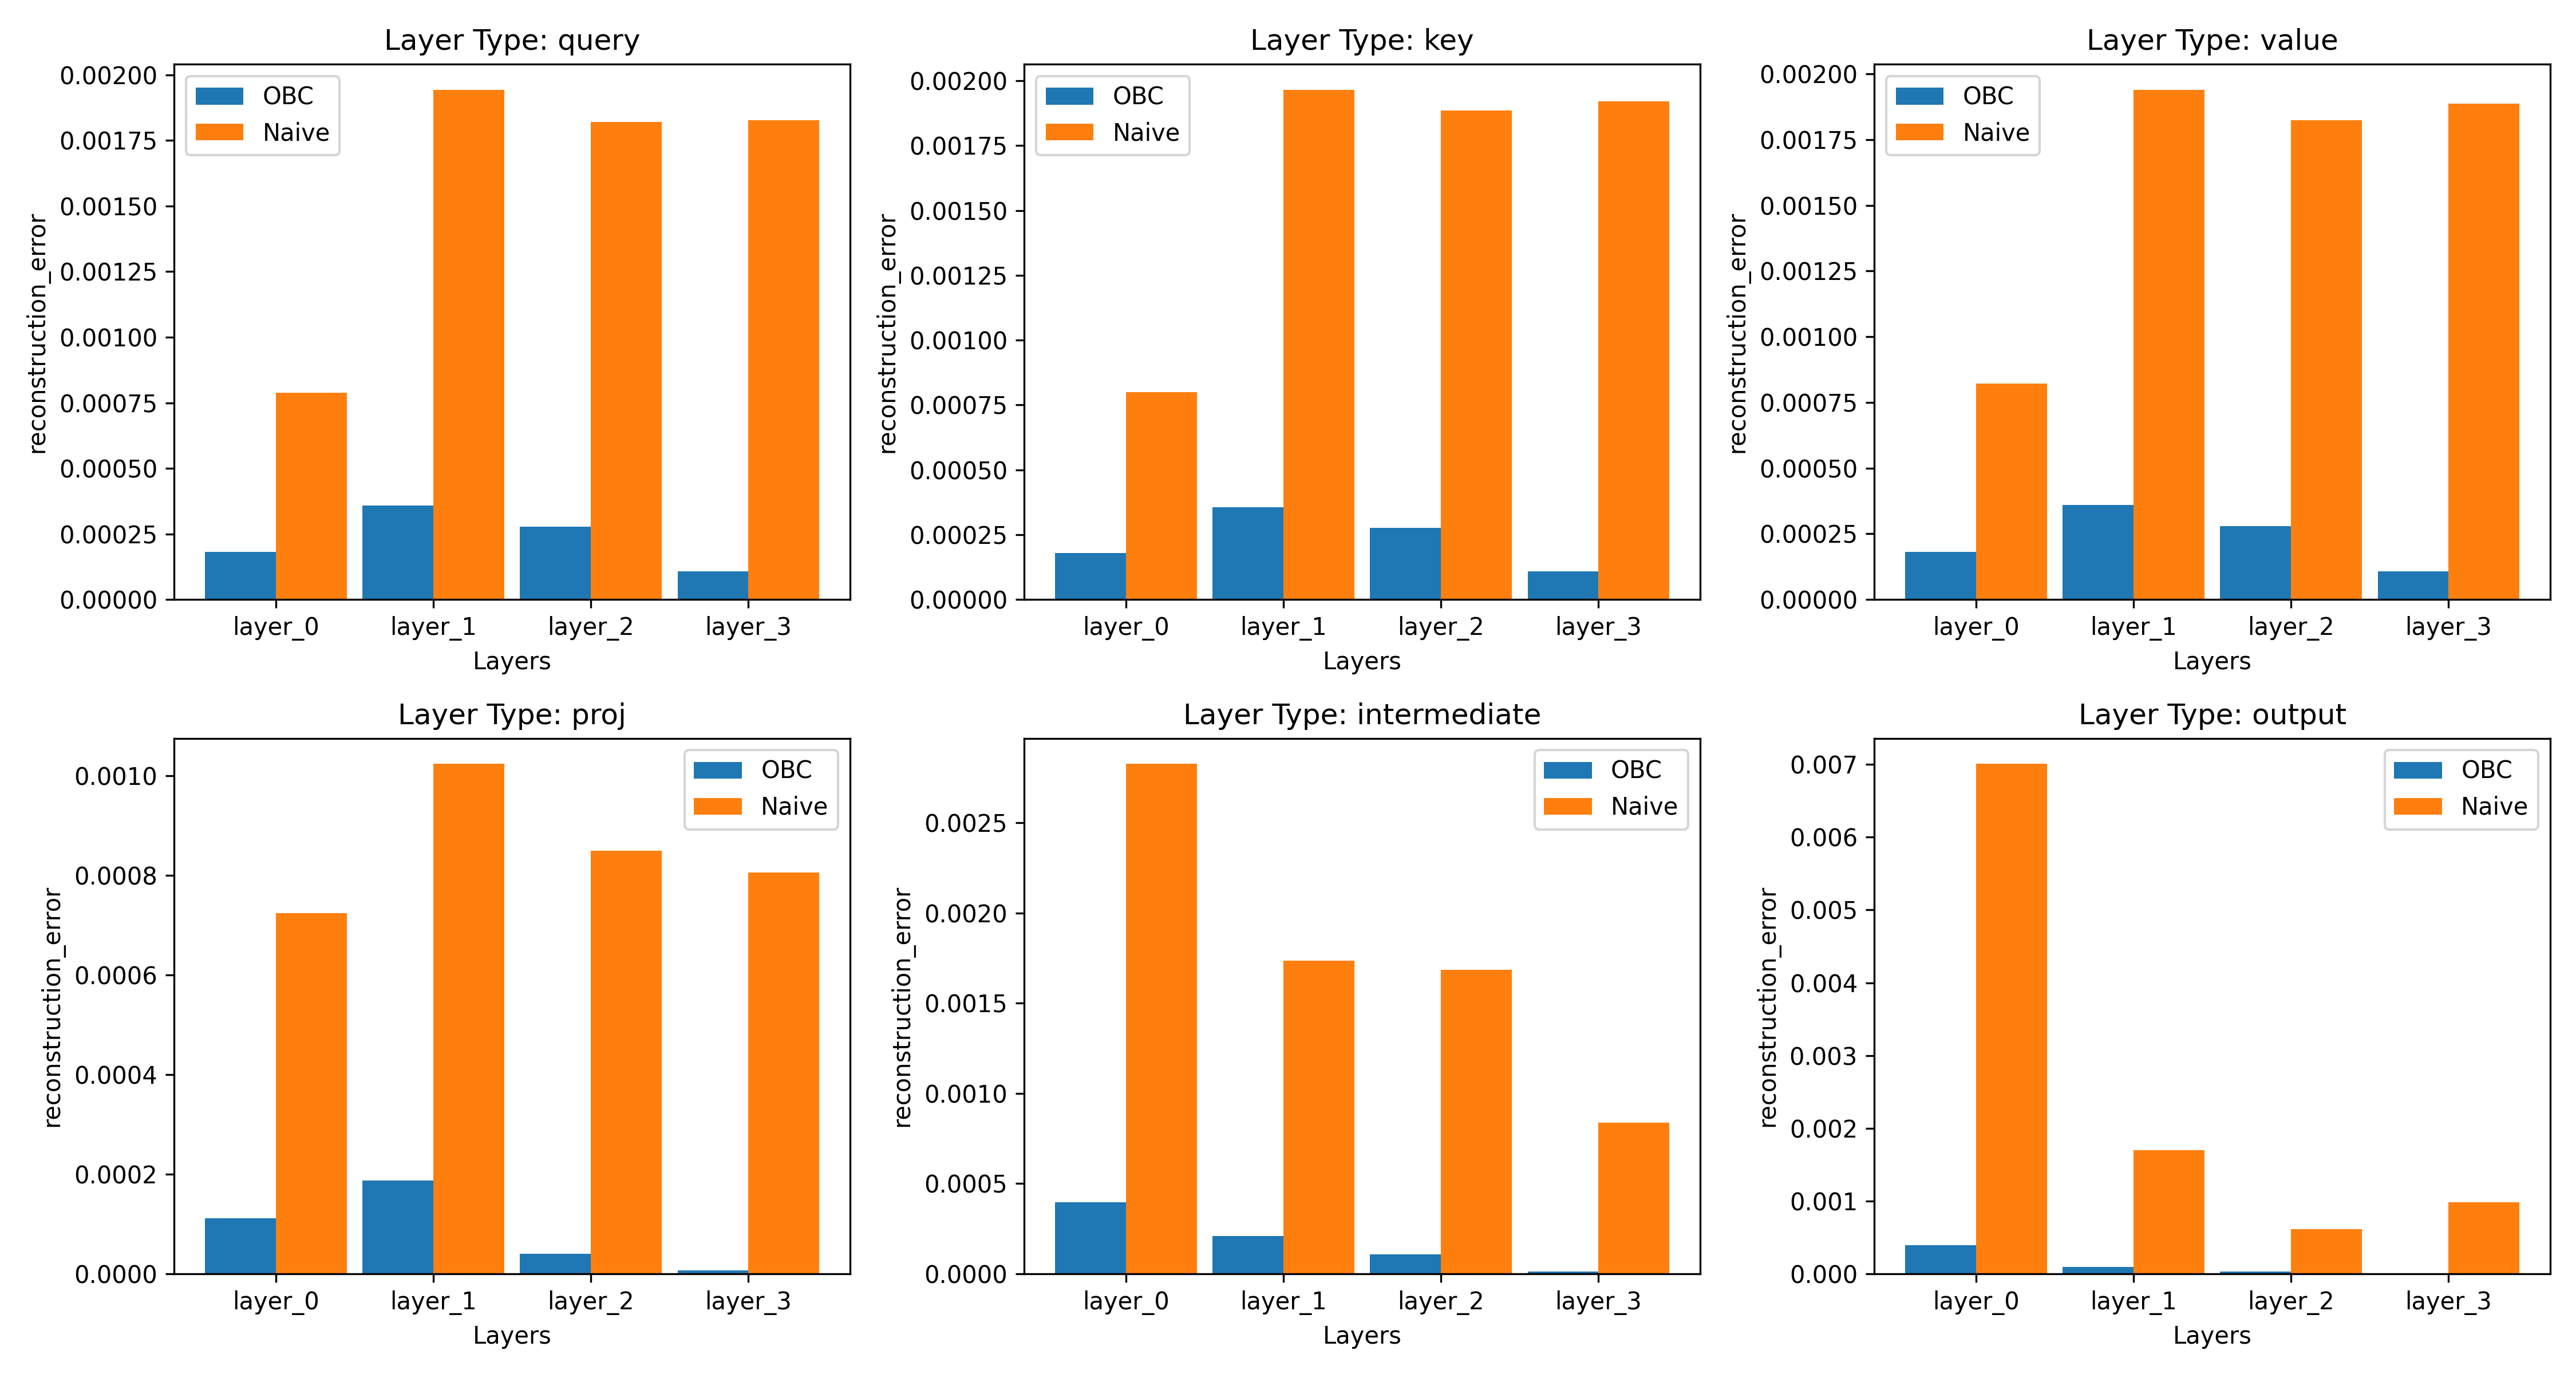 Layer Type: query
OBC
Naive
0.00200
0.00175
0.00150
0.00125
0.00100
0.00075
0.00050
0.00025
0.00000
reconstruction_error
layer_0 layer_1 layer_2 layer_3
Layers
Layer Type: key
OBC
Naive
0.00200
0.00175
0.00150
0.00125
0.00100
0.00075
0.00050
0.00025
0.00000
reconstruction_error
layer_0 layer_1 layer_2 layer_3
Layers
Layer Type: value
OBC
Naive
0.00200
0.00175
0.00150
0.00125
0.00100
0.00075
0.00050
0.00025
0.00000
reconstruction_error
layer_0 layer_1 layer_2 layer_3
Layers
Layer Type: proj
OBC
Naive
0.0010
0.0008
0.0006
0.0004
0.0002
0.0000
reconstruction_error
layer_0 layer_1 layer_2 layer_3
Layers
Layer Type: intermediate
OBC
Naive
0.0025
0.0020
0.0015
0.0010
0.0005
0.0000
reconstruction_error
layer_0 layer_1 layer_2 layer_3
Layers
Layer Type: output
OBC
Naive
0.007
0.006
0.005
0.004
0.003
0.002
0.001
0.000
reconstruction_error
layer_0 layer_1 layer_2 layer_3
Layers